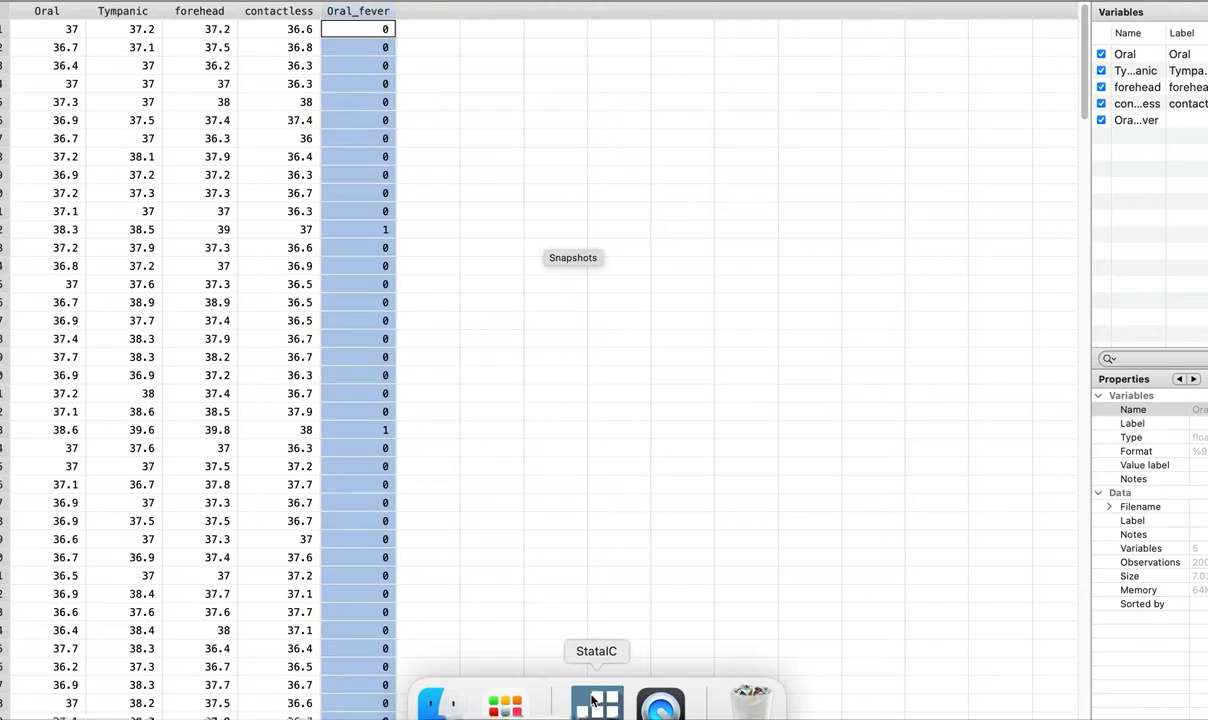 Oral Tympanic forehead contactless Oral_fever
37 37.2 37.2 36.6 0
36.7 37.1 37.5 36.8 0
36.4 37 36.2 36.3 0
37 37 37 36.3 0
37.3 37 38 38 0
36.9 37.5 37.4 37.4 0
36.7 37 36.3 36 0
37.2 38.1 37.9 36.4 0
36.9 37.2 37.2 36.3 0
37.2 37.3 37.3 36.7 0
37.1 37 37 36.3 0
38.3 38.5 39 37 1
37.2 37.9 37.3 36.6 0
36.8 37.2 37 36.9 0
37 37.6 37.3 36.5 0
36.7 38.9 38.9 36.5 0
36.9 37.7 37.4 36.5 0
37.4 38.3 37.9 36.7 0
37.7 38.3 38.2 36.7 0
36.9 36.9 37.2 36.3 0
37.2 38 37.4 36.7 0
37.1 38.6 38.5 37.9 0
38.6 39.6 39.8 38 1
37 37.6 37 36.3 0
37 37 37.5 37.2 0
37.1 36.7 37.8 37.7 0
36.9 37 37.3 36.7 0
36.9 37.5 37.5 36.7 0
36.6 37 37.3 37 0
36.7 36.9 37.4 37.6 0
36.5 37 37 37.2 0
36.9 38.4 37.7 37.1 0
36.6 37.6 37.6 37.7 0
36.4 38.4 38 37.1 0
37.7 38.3 36.4 36.4 0
36.2 37.3 36.7 36.5 0
36.9 38.3 37.7 36.7 0
37 38.2 37.5 36.6 0
Snapshots
StataIC
Variables
Name Label
Oral Oral
Ty...anic Tympa.
forehead forehea
con...ess contact
Ora...ver
Properties
Variables
Name Ora
Label
Type floa
Format %9
Value label
Notes
Data
Filename
Label
Notes
Variables 5
Observations 200
Size 7.03
Memory 64M
Sorted by